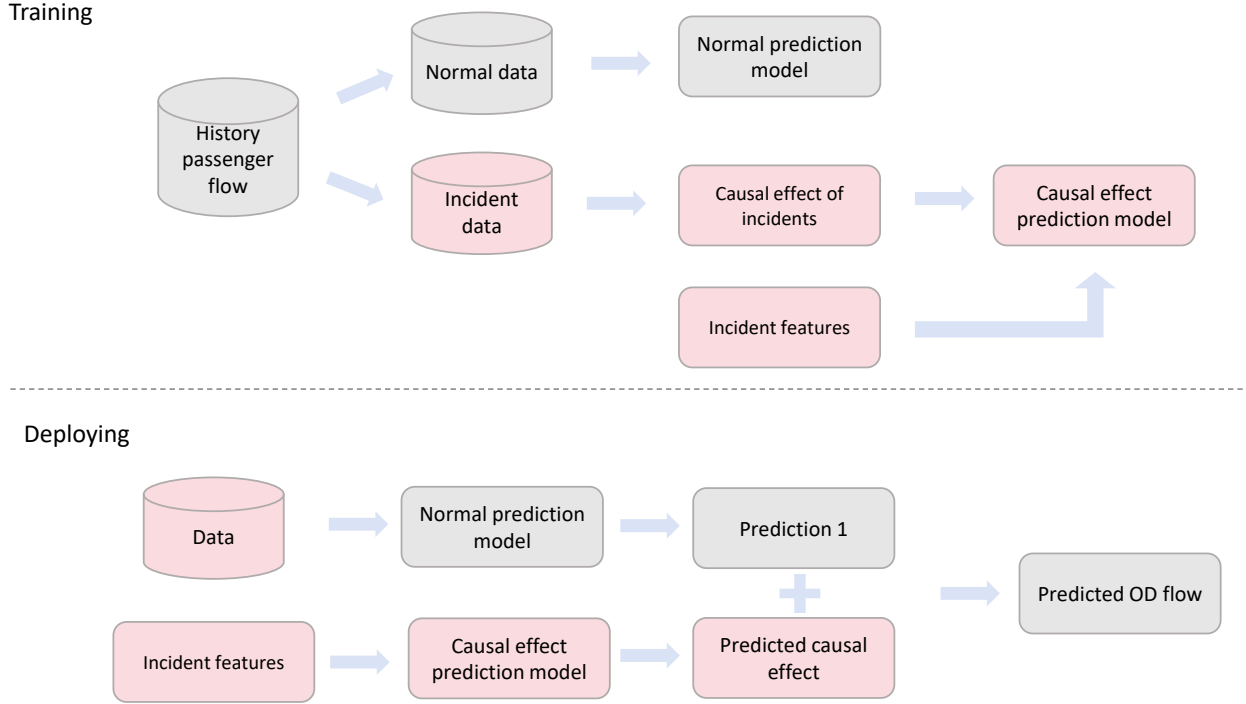 Training
Normal data
Normal prediction
model
History
passenger
flow
Incident
data
Causal effect of
incidents
Causal effect
prediction model
Incident features
Deploying
Data
Normal prediction
model
Prediction 1
Predicted OD flow
Incident features
Causal effect
prediction model
Predicted causal
effect